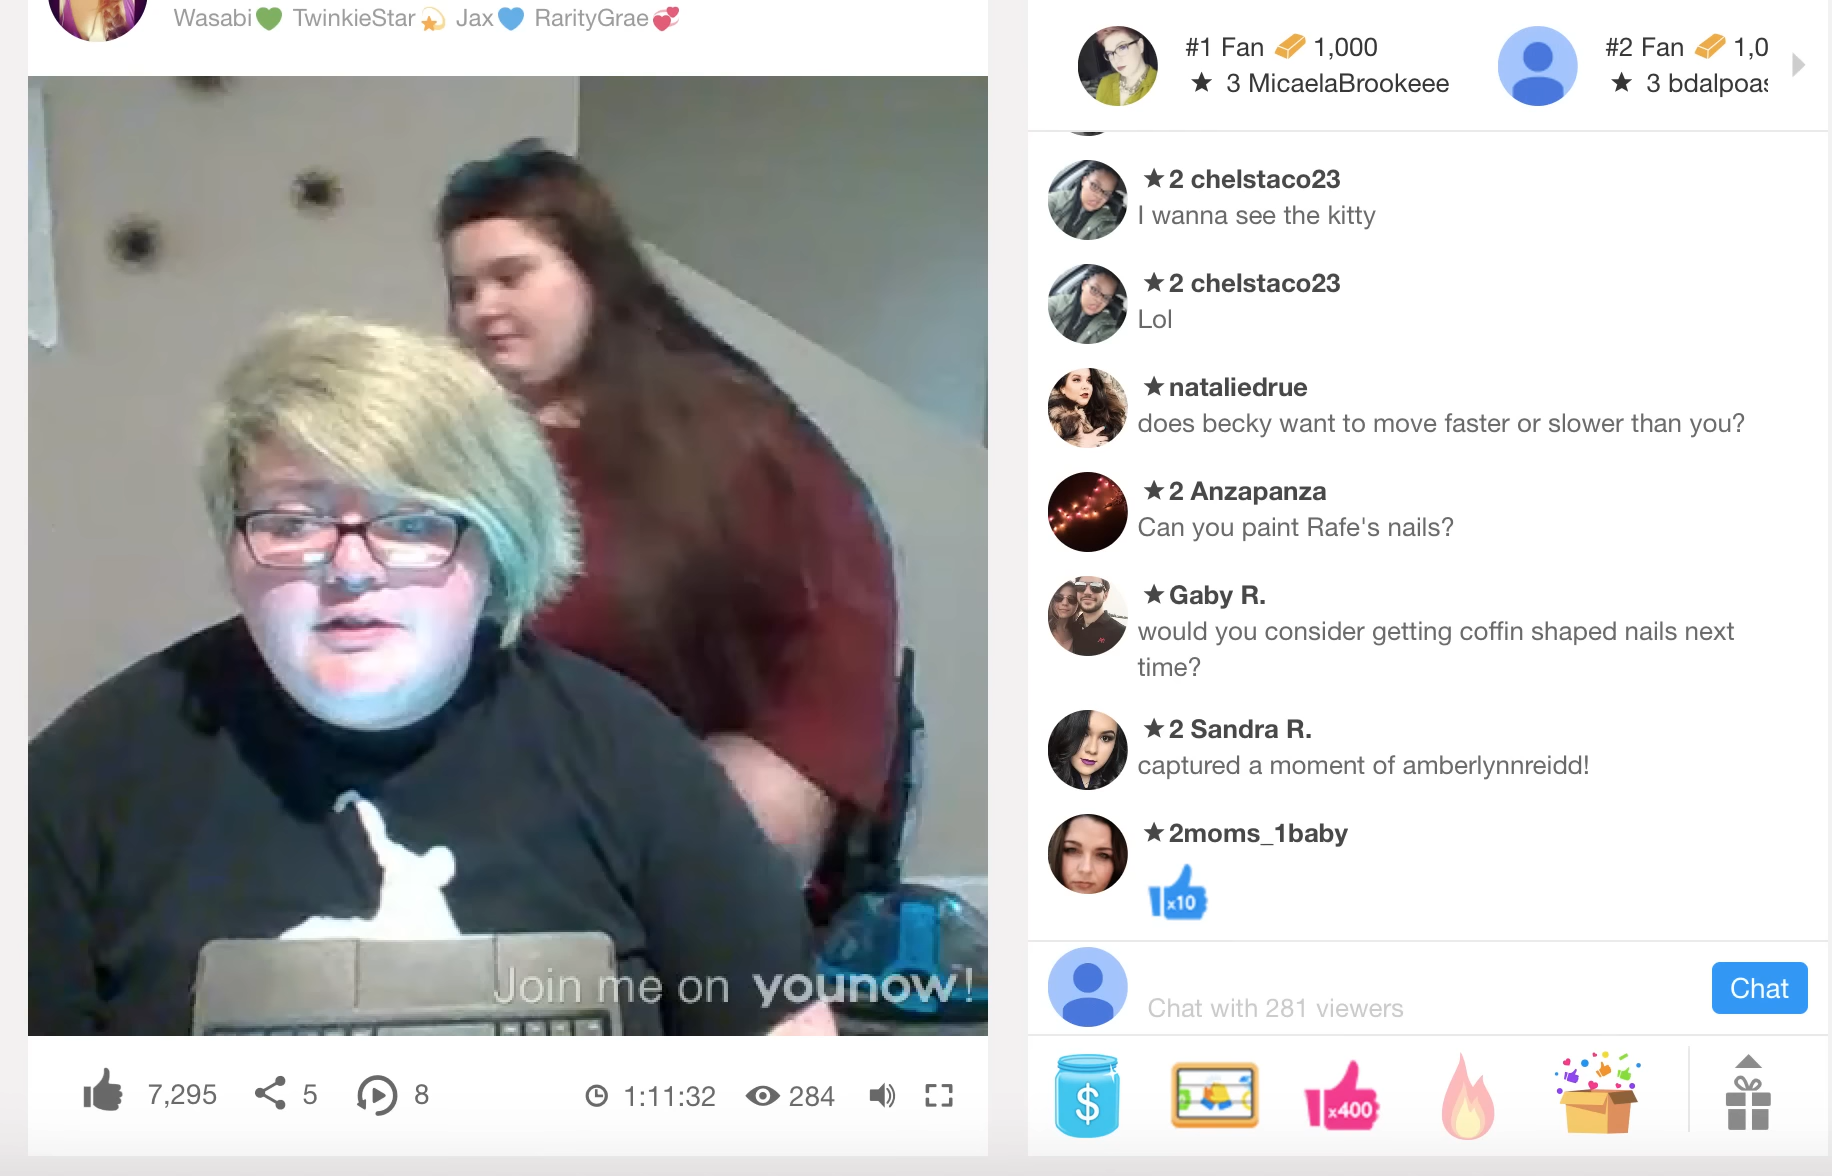 Wasabi💚 TwinkieStar💫 Jax💙 RarityGrae💞
Join me on younow!
7,295
5
8
1:11:32
284
#1 Fan 1,000
★ 3 MicaelaBrookeee
#2 Fan 1,0
★ 3 bdalpoas
★2 chelstaco23
I wanna see the kitty
★2 chelstaco23
Lol
★nataliedrue
does becky want to move faster or slower than you?
★2 Anzapanza
Can you paint Rafe's nails?
★Gaby R.
would you consider getting coffin shaped nails next
time?
★2 Sandra R.
captured a moment of amberlynnreidd!
★2moms_1baby
x10
Chat with 281 viewers
Chat
$
x400